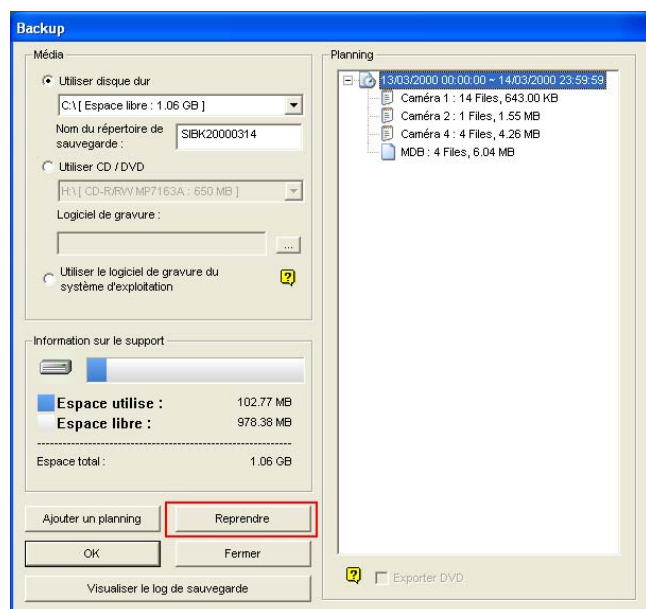 Backup
Média
Utiliser disque dur
C:\ [ Espace libre : 1.06 GB ]
Nom du répertoire de
sauvegarde :
SIBK20000314
Utiliser CD / DVD
H:\ [ CD-R/RW MP7163A : 650 MB ]
Logiciel de gravure :
...
Utiliser le logiciel de gravure du
système d'exploitation
?
Information sur le support
Espace utilise : 102.77 MB
Espace libre : 978.38 MB
Espace total : 1.06 GB
Ajouter un planning
Reprendre
OK
Fermer
Visualiser le log de sauvegarde
Planning
13/03/2000 00:00:00 ~ 14/03/2000 23:59:59
Caméra 1 : 14 Files, 643.00 KB
Caméra 2 : 1 Files, 1.55 MB
Caméra 4 : 4 Files, 4.26 MB
MDB : 4 Files, 6.04 MB
?
Exporter DVD